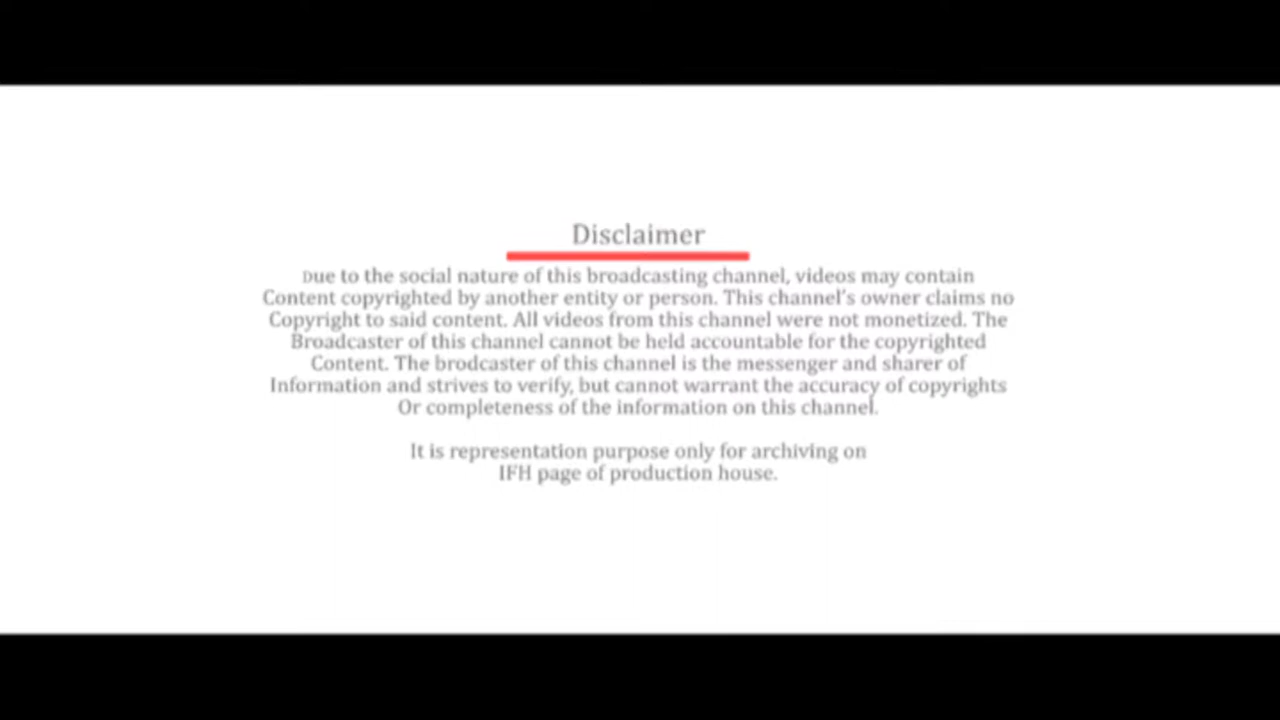 Disclaimer
Due to the social nature of this broadcasting channel, videos may contain
Content copyrighted by another entity or person. This channel's owner claims no
Copyright to said content. All videos from this channel were not monetized. The
Broadcaster of this channel cannot be held accountable for the copyrighted
Content. The brodcaster of this channel is the messenger and sharer of
Information and strives to verify, but cannot warrant the accuracy of copyrights
Or completeness of the information on this channel.
It is representation purpose only for archiving on
IFH page of production house.